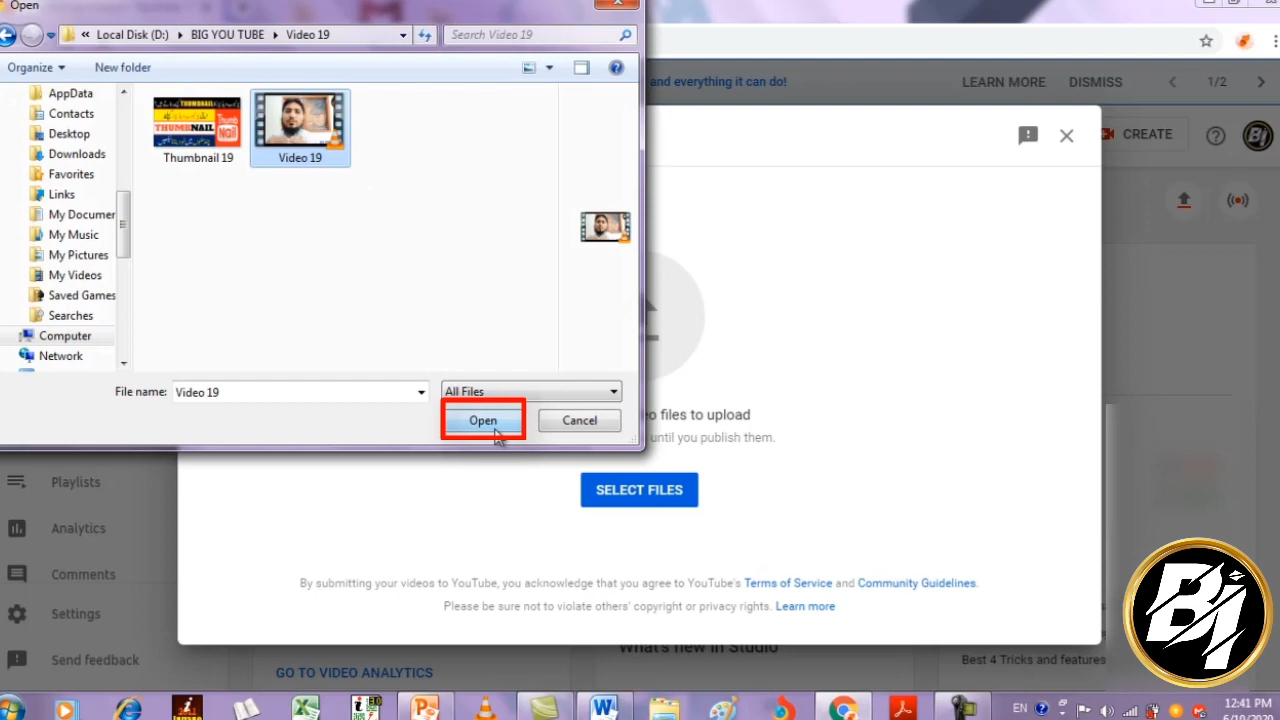 Open
Local Disk (D:) BIG YOU TUBE Video 19
Search Video 19
Organize New folder
AppData
Contacts
Desktop
Downloads
Favorites
Links
My Documer
My Music
My Pictures
My Videos
Saved Games
Searches
Computer
Network
THUMBNAIL
THUMBNAIL
Thumb
Nail
Thumbnail 19
Video 19
File name: Video 19
All Files
Open Cancel
and everything it can do!
LEARN MORE DISMISS
1/2
CREATE
files to upload
until you publish them.
SELECT FILES
By submitting your videos to YouTube, you acknowledge that you agree to YouTube's Terms of Service and Community Guidelines.
Please be sure not to violate others' copyright or privacy rights. Learn more
Playlists
Analytics
Comments
Settings
Send feedback
GO TO VIDEO ANALYTICS
What's new in Studio
Best 4 Tricks and features
BI
EN
12:41 PM